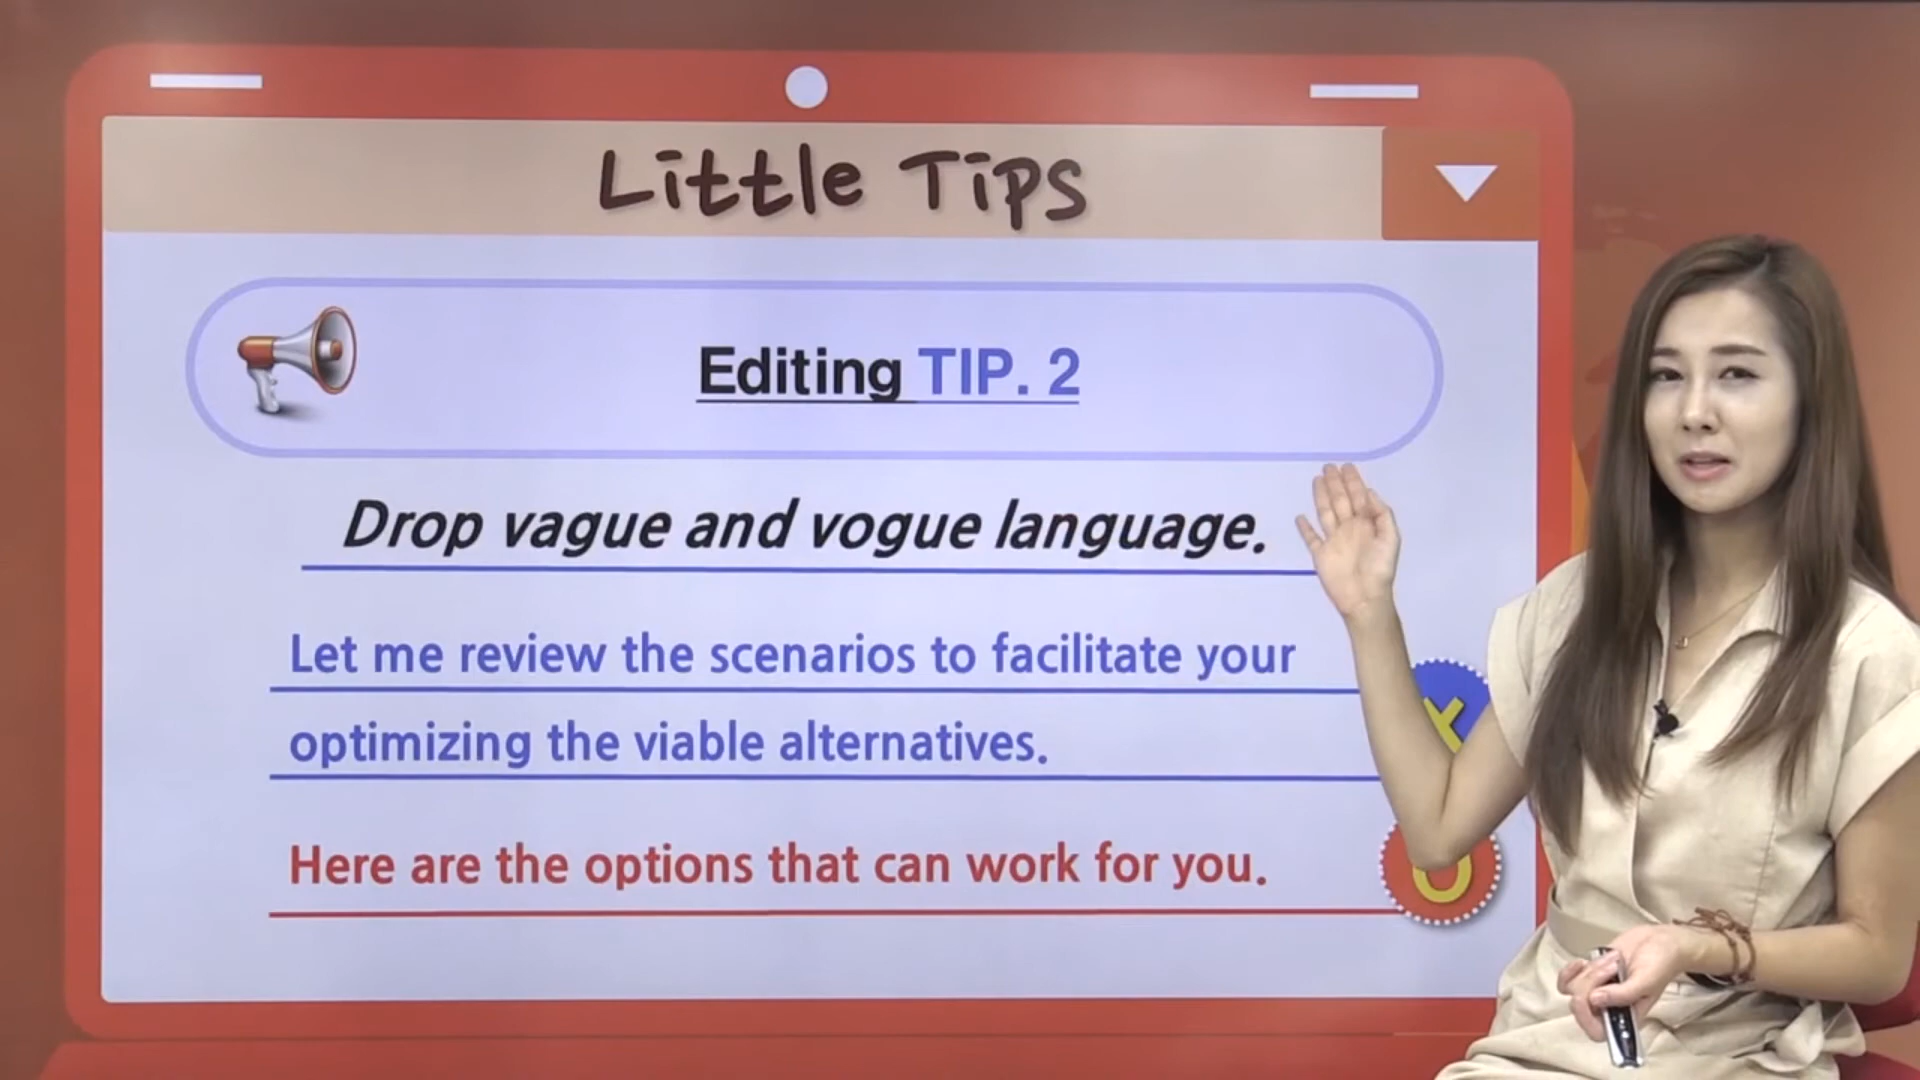 Little Tips
Editing TIP. 2
Drop vague and vogue language.
Let me review the scenarios to facilitate your
optimizing the viable alternatives.
X
Here are the options that can work for you.
O